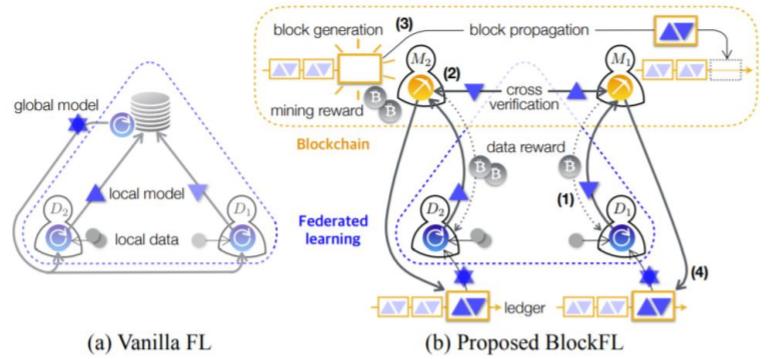 global model
D2
D1
local model
local data
(a) Vanilla FL
block generation
(3)
block propagation
M2
M1
(2)
mining reward
B
B
cross
verification
Blockchain
data reward
B
B
B
(1)
Federated
learning
D2
D1
(4)
ledger
(b) Proposed BlockFL